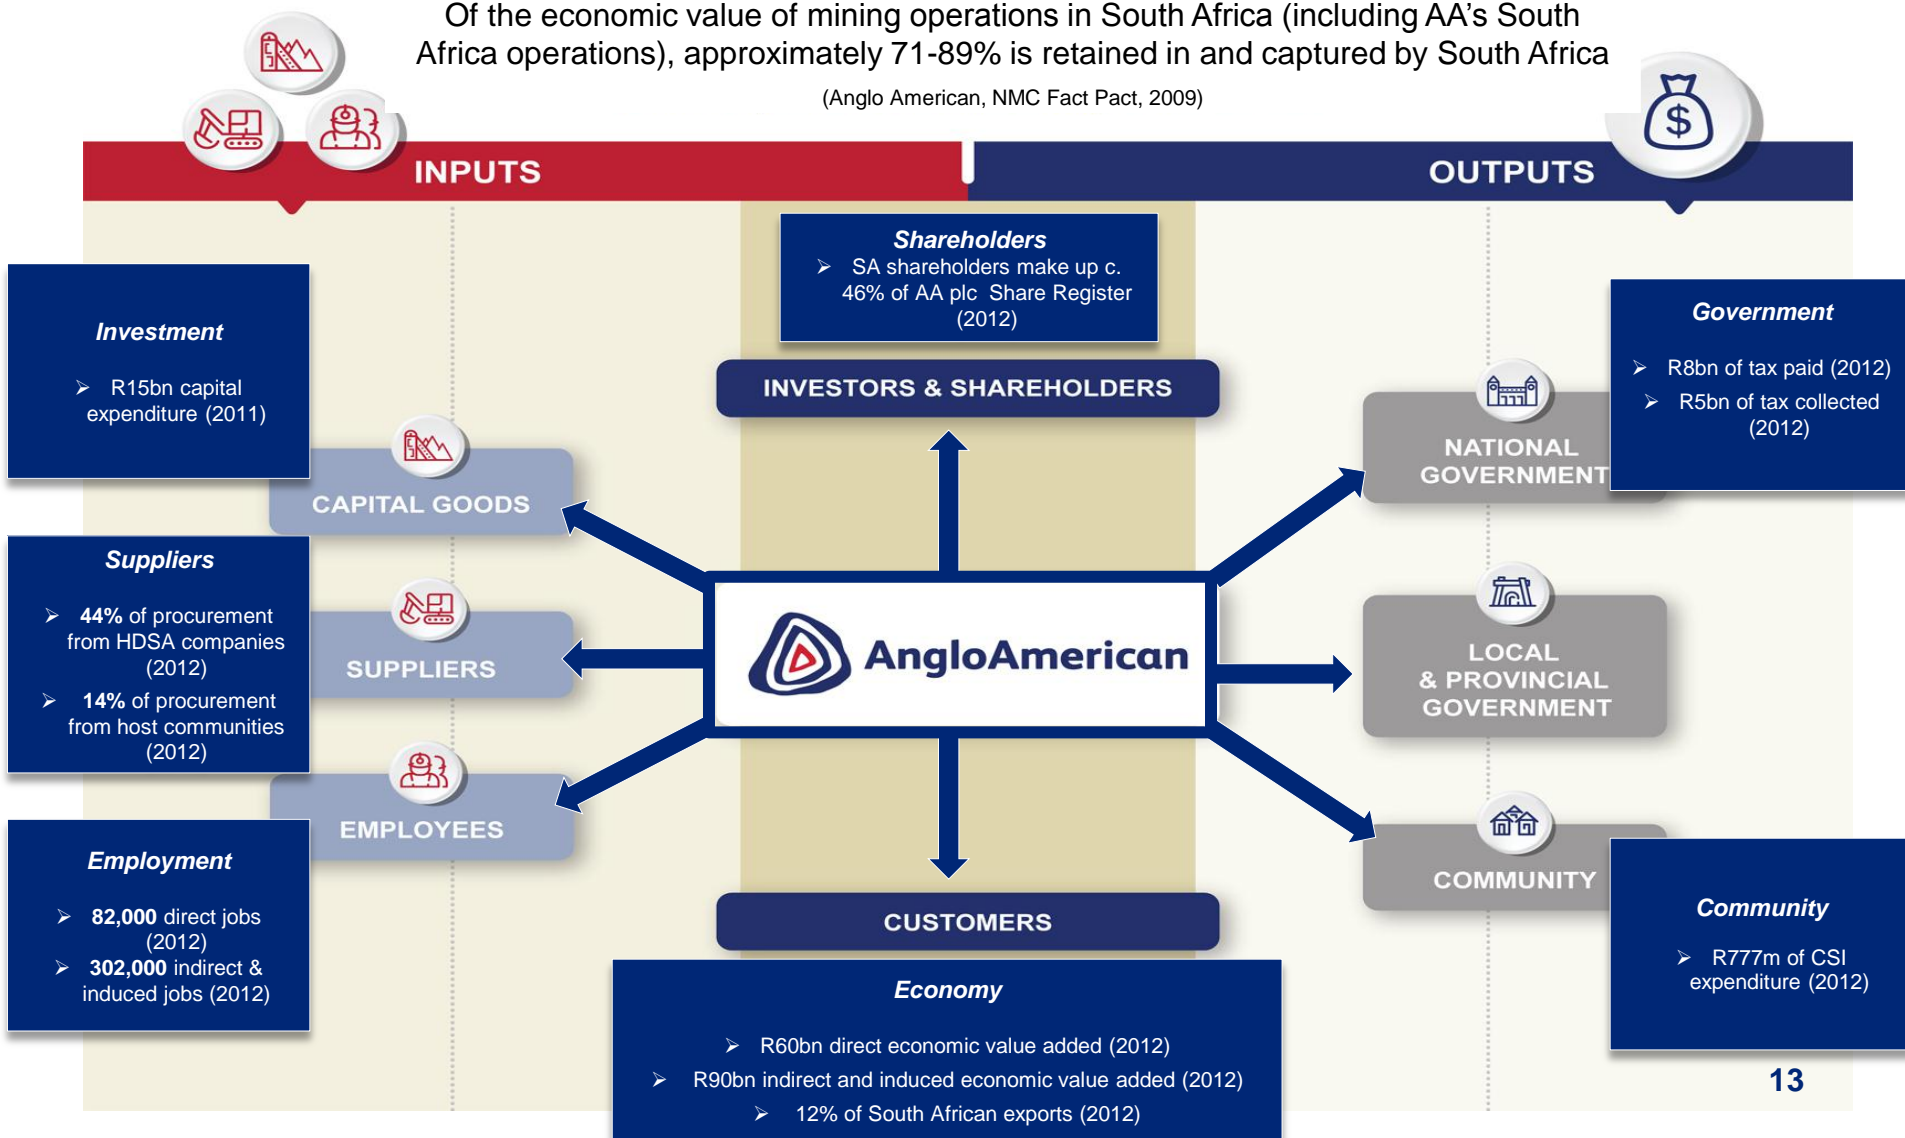 Of the economic value of mining operations in South Africa (including AA's South
Africa operations), approximately 71-89% is retained in and captured by South Africa
(Anglo American, NMC Fact Pact, 2009)
$
INPUTS
OUTPUTS
Shareholders
➢ SA shareholders make up c.
46% of AA plc Share Register
(2012)
INVESTORS & SHAREHOLDERS
Investment
➢ R15bn capital
expenditure (2011)
CAPITAL GOODS
Suppliers
➢ 44% of procurement
from HDSA companies
(2012)
➢ 14% of procurement
from host communities
(2012)
SUPPLIERS
Employment
➢ 82,000 direct jobs
(2012)
➢ 302,000 indirect &
induced jobs (2012)
EMPLOYEES
AngloAmerican
Government
➢ R8bn of tax paid (2012)
➢ R5bn of tax collected
(2012)
NATIONAL
GOVERNMENT
LOCAL
& PROVINCIAL
GOVERNMENT
COMMUNITY
Community
➢ R777m of CSI
expenditure (2012)
CUSTOMERS
Economy
➢ R60bn direct economic value added (2012)
➢ R90bn indirect and induced economic value added (2012)
➢ 12% of South African exports (2012)
13